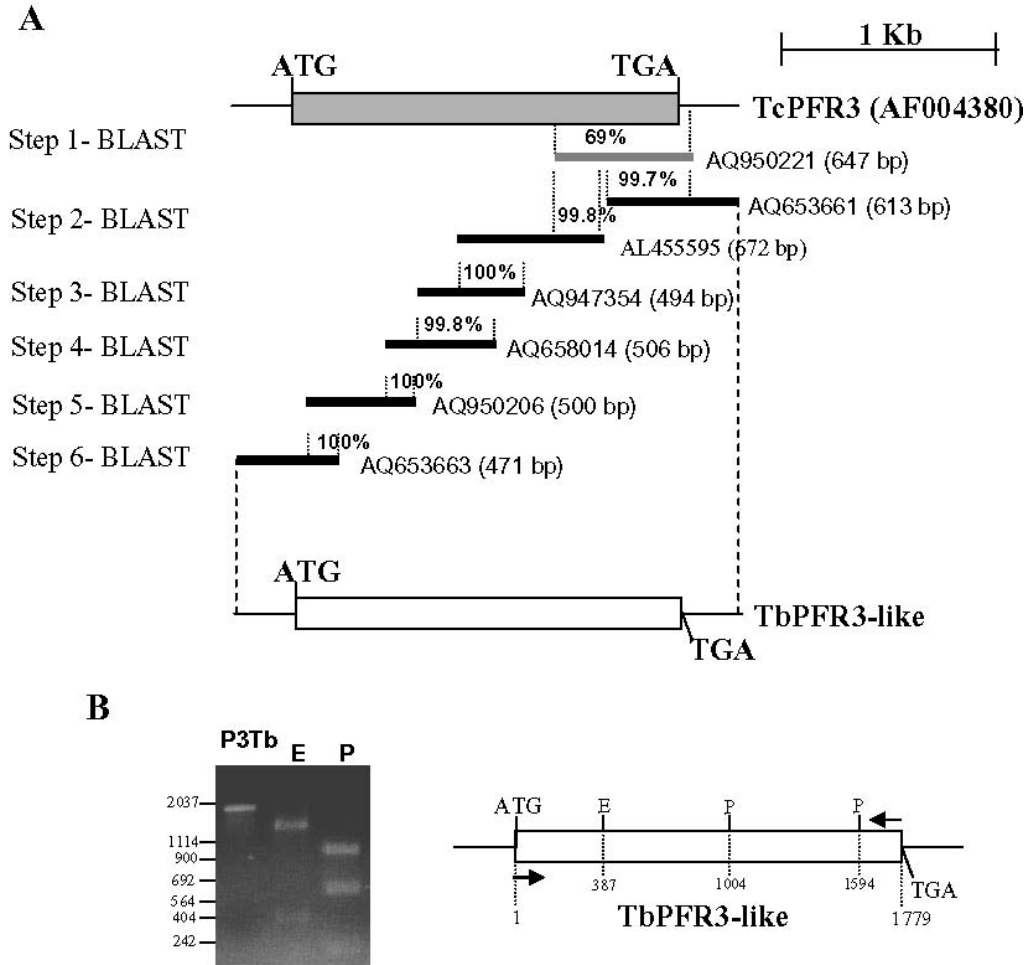 A
1 Kb
ATG
TGA
TcPFR3 (AF004380)
Step 1- BLAST
69%
AQ950221 (647 bp)
99.7%
AQ653661 (613 bp)
Step 2- BLAST
99.8%
AL455595 (672 bp)
Step 3- BLAST
100%
AQ947354 (494 bp)
Step 4- BLAST
99.8%
AQ658014 (506 bp)
Step 5- BLAST
100%
AQ950206 (500 bp)
Step 6- BLAST
100%
AQ653663 (471 bp)
ATG
TbPFR3-like
TGA
B
P3Tb E P
2037
1114
900
692
564
404
242
ATG E P P
387 1004 1594
TGA
1 TbPFR3-like 1779